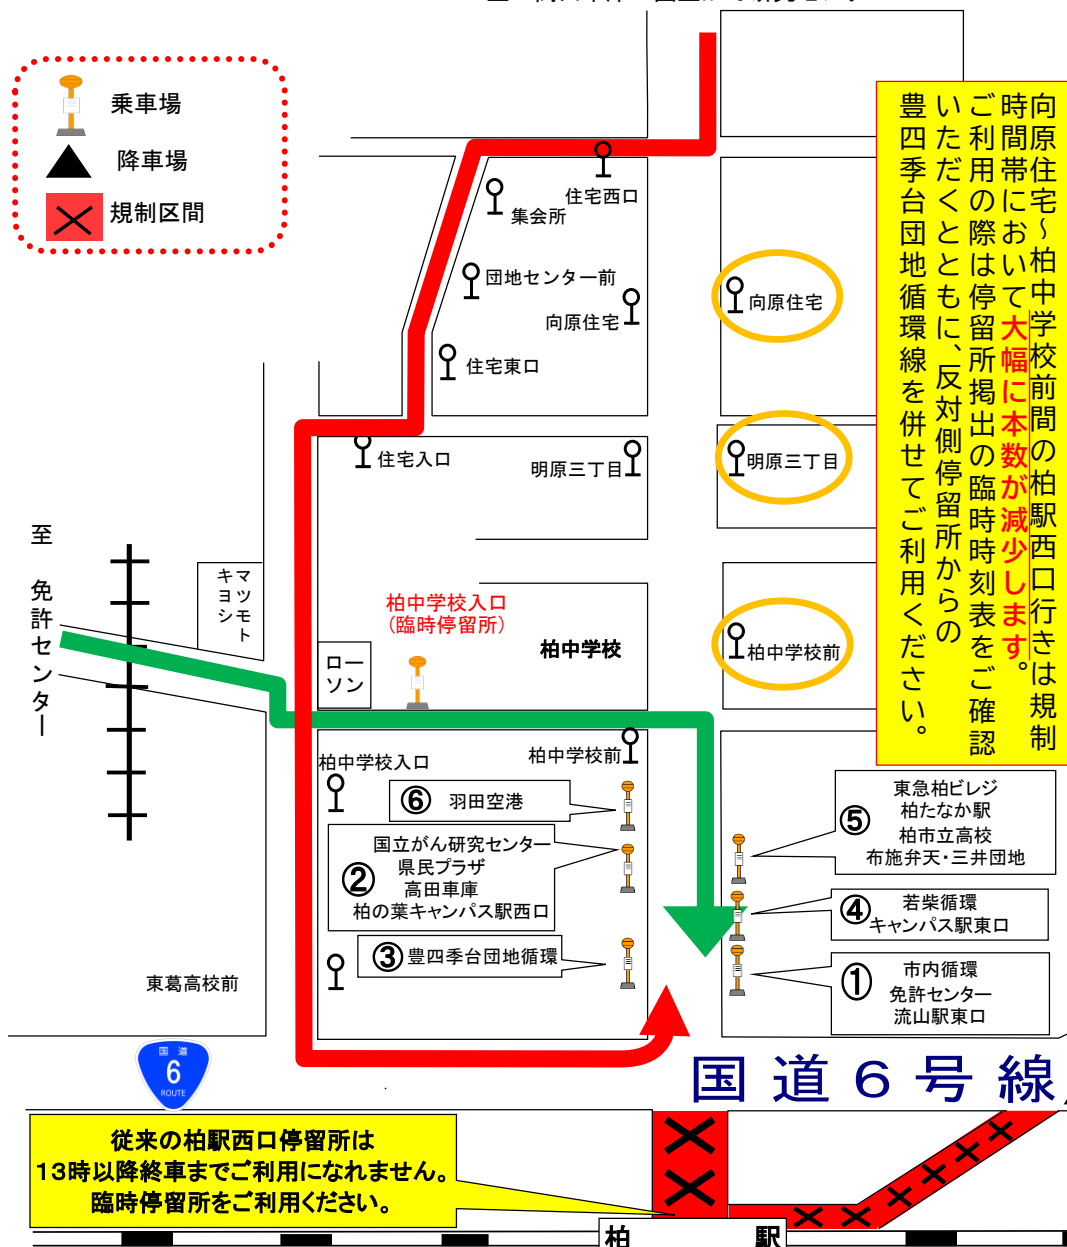 乗車場
降車場
規制区間
住宅西口
集会所
団地センター前
向原住宅
住宅東口
向原住宅
住宅入口
明原三丁目
明原三丁目
向原住宅~柏中学校前間の柏駅西口行きは規制
時間帯において大幅に本数が減少します。
ご利用の際は停留所掲出の臨時時刻表をご確認
いただくとともに、反対側停留所からの
豊四季台団地循環線を併せてご利用ください。
至 免許センター
マツモト
キヨシ
柏中学校入口
(臨時停留所)
ロー
ソン
柏中学校
柏中学校前
柏中学校入口
柏中学校前
⑥ 羽田空港
②
国立がん研究センター
県民プラザ
高田車庫
柏の葉キャンパス駅西口
③ 豊四季台団地循環
⑤
東急柏ビレジ
柏たなか駅
柏市立高校
布施弁天・三井団地
④
若柴循環
キャンパス駅東口
①
市内循環
免許センター
流山駅東口
東葛高校前
国道
6
ROUTE
国道6号線
従来の柏駅西口停留所は
13時以降終車までご利用になれません。
臨時停留所をご利用ください。
柏 駅